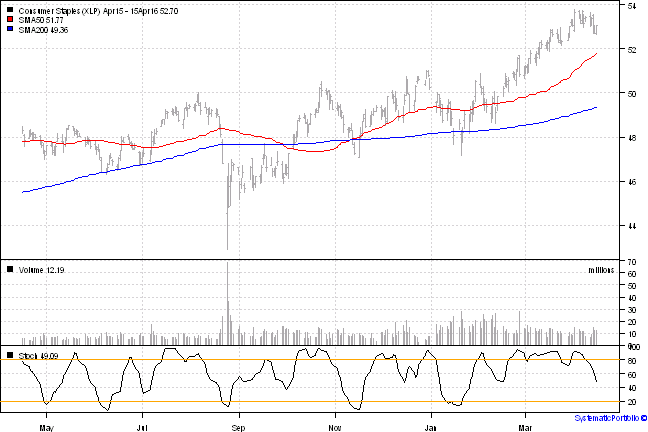 Consumer Staples (XLP) Apr15 - 15Apr16 52.70
SMA50 51.77
SMA200 49.36
54
52
50
48
46
44
Volume 12.19
millions
70
60
50
40
30
20
10
0
Stoch 49.09
100
80
60
40
20
May Jul Sep Nov Jan Mar
SystematicPortfolio ©